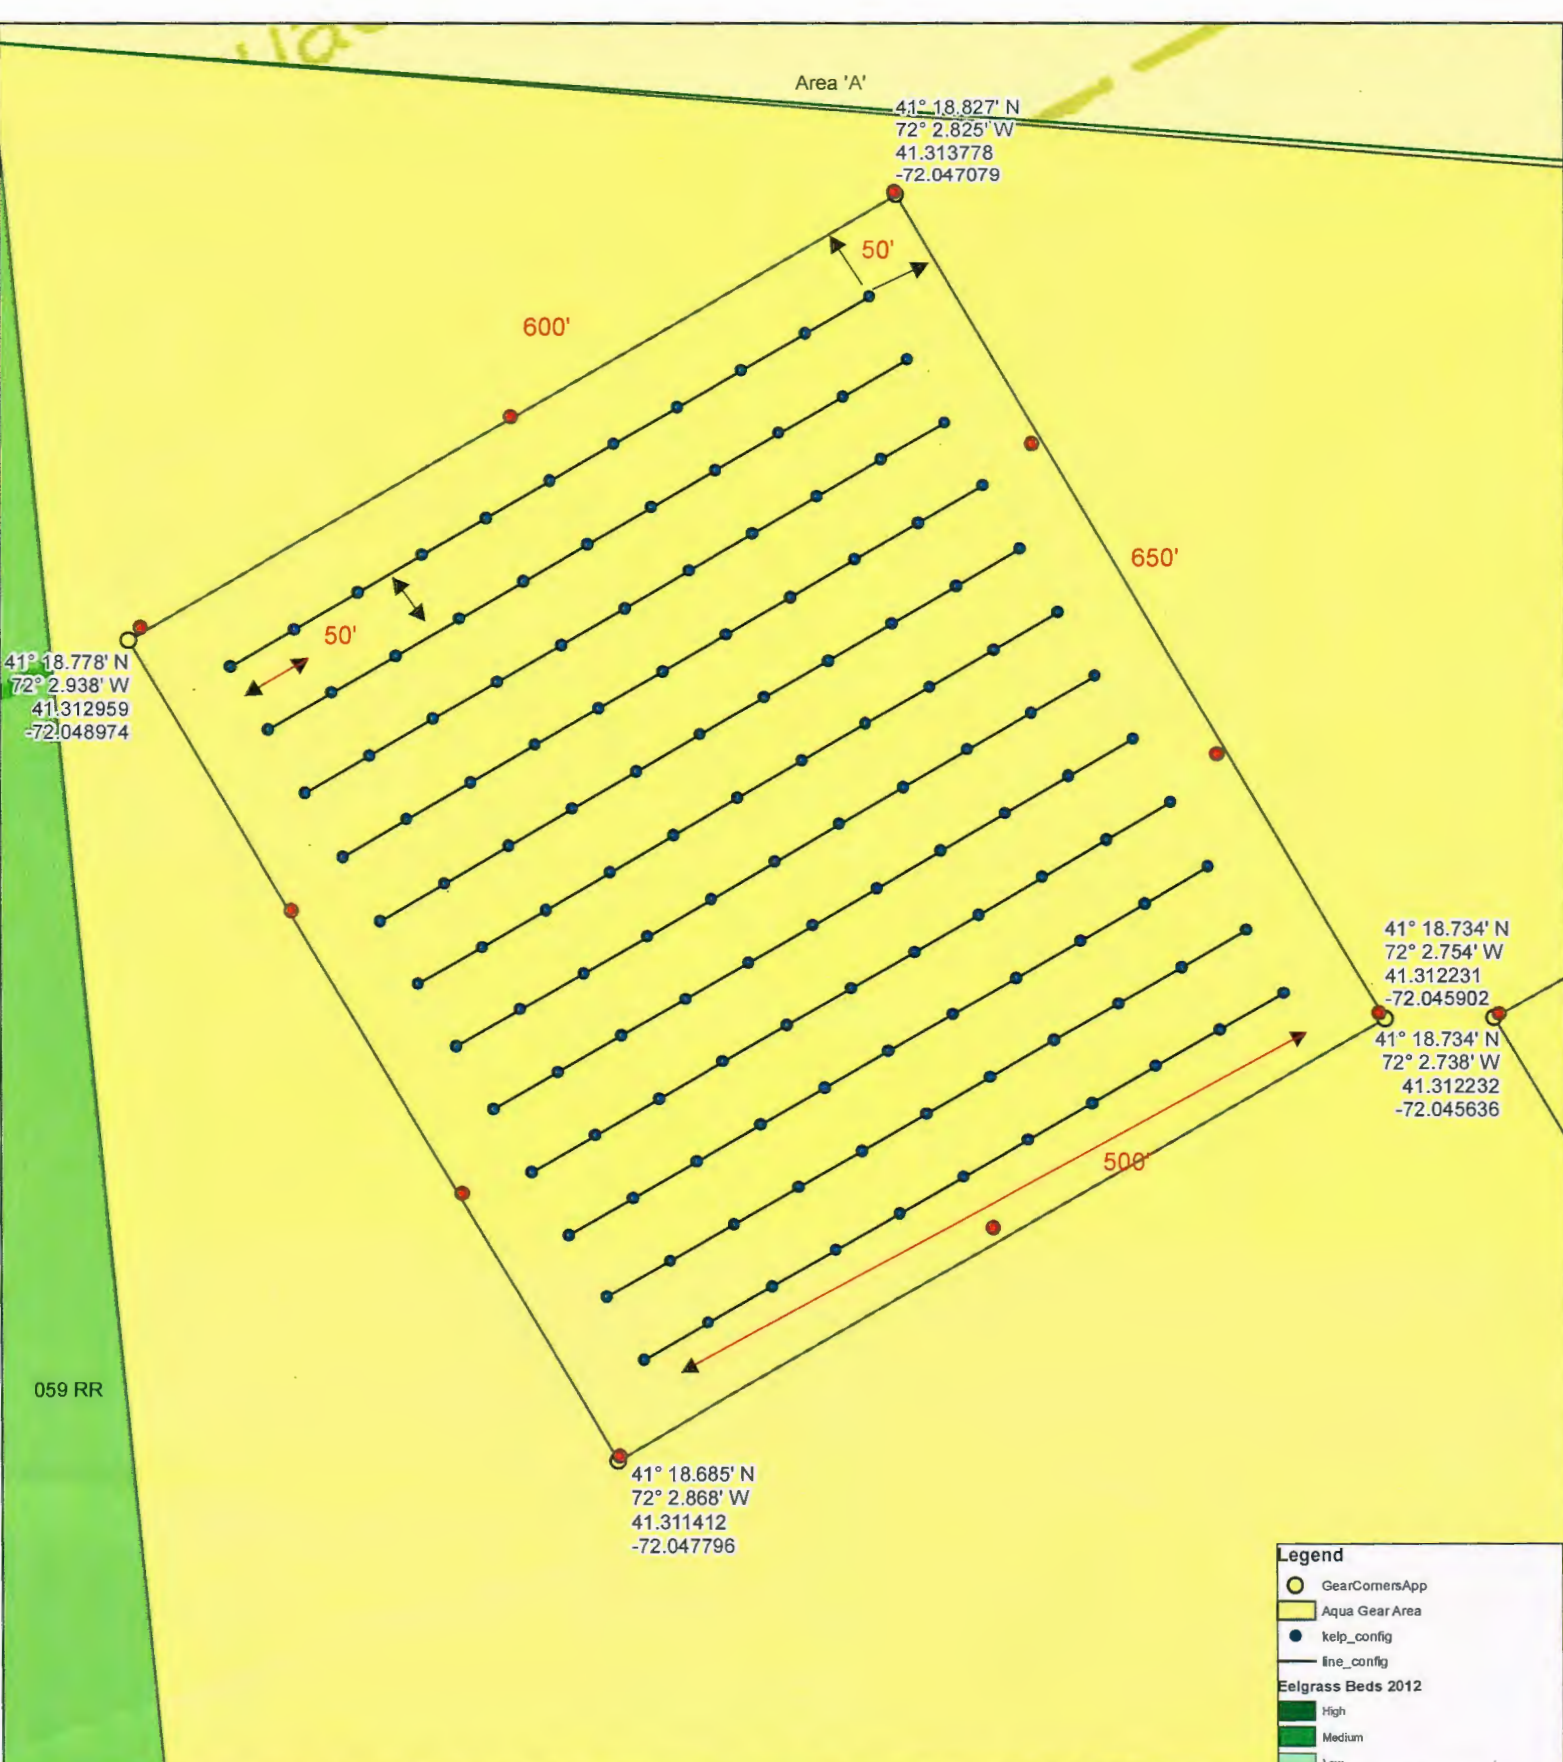 Area 'A'
41° 18.827' N
72° 2.825' W
41.313778
-72.047079
50'
600'
650'
50'
41° 18.778' N
72° 2.938' W
41.312959
-72.048974
41° 18.734' N
72° 2.754' W
41.312231
-72.045902
41° 18.734' N
72° 2.738' W
41.312232
-72.045636
500'
059 RR
41° 18.685' N
72° 2.868' W
41.311412
-72.047796
Legend
GearCornersApp
Aqua Gear Area
kelp_config
line_config
Eelgrass Beds 2012
High
Medium